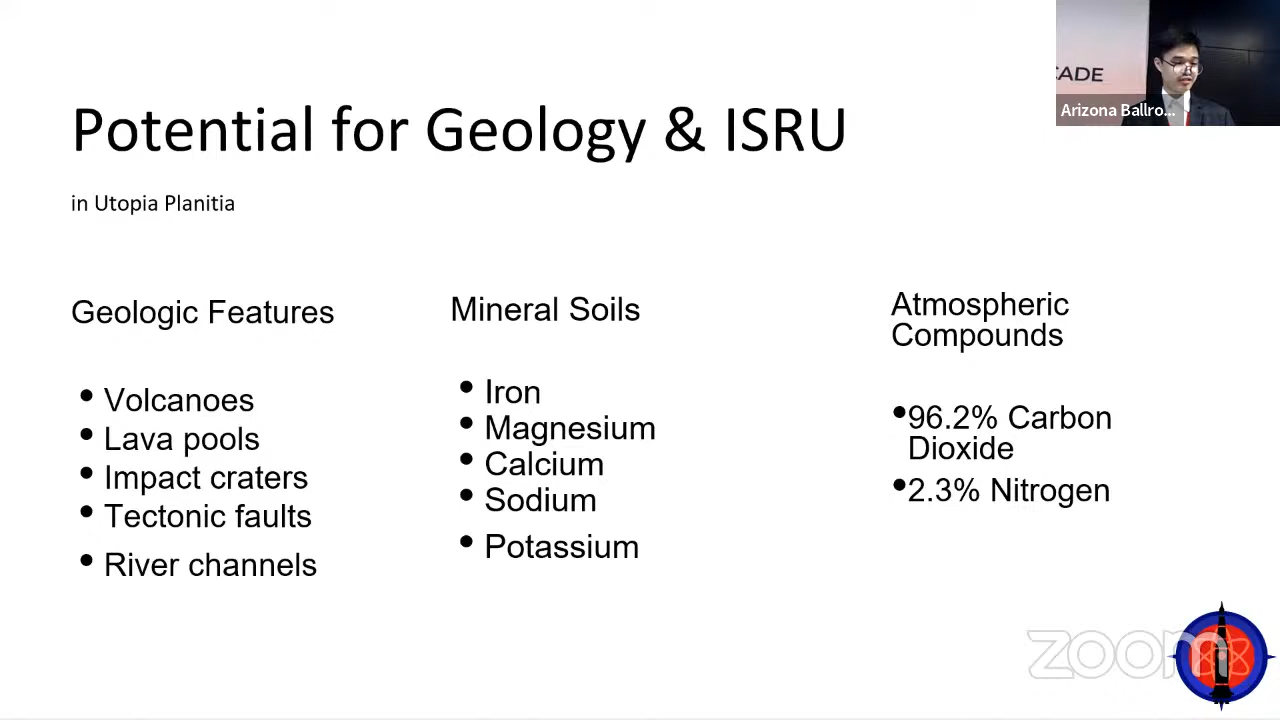 Potential for Geology & ISRU
in Utopia Planitia
CADE
Arizona Ballro...
Geologic Features
• Volcanoes
• Lava pools
• Impact craters
• Tectonic faults
• River channels
Mineral Soils
• Iron
• Magnesium
• Calcium
• Sodium
• Potassium
Atmospheric
Compounds
•96.2% Carbon
Dioxide
•2.3% Nitrogen
zoom